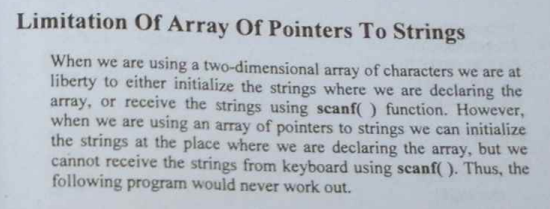 Limitation Of Array Of Pointers To Strings
When we are using a two-dimensional array of characters we are at
liberty to either initialize the strings where we are declaring the
array, or receive the strings using scanf( ) function. However,
when we are using an array of pointers to strings we can initialize
the strings at the place where we are declaring the array, but we
cannot receive the strings from keyboard using scanf( ). Thus, the
following program would never work out.